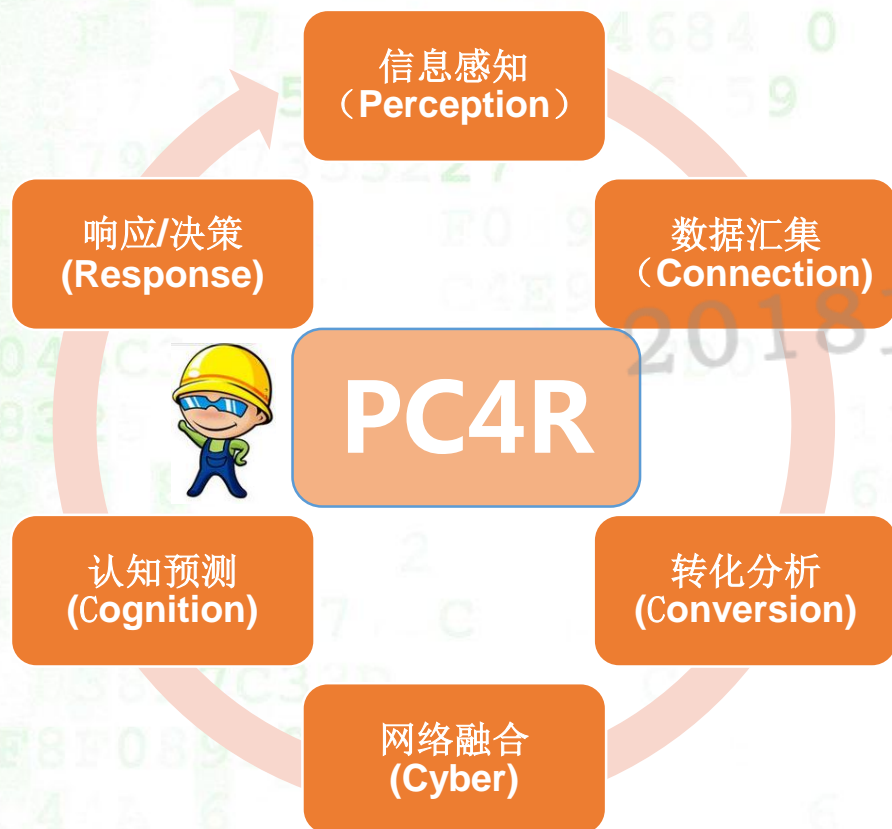 信息感知
（Perception）
数据汇集
（Connection)
转化分析
(Conversion)
网络融合
(Cyber)
认知预测
(Cognition)
响应/决策
(Response)
PC4R